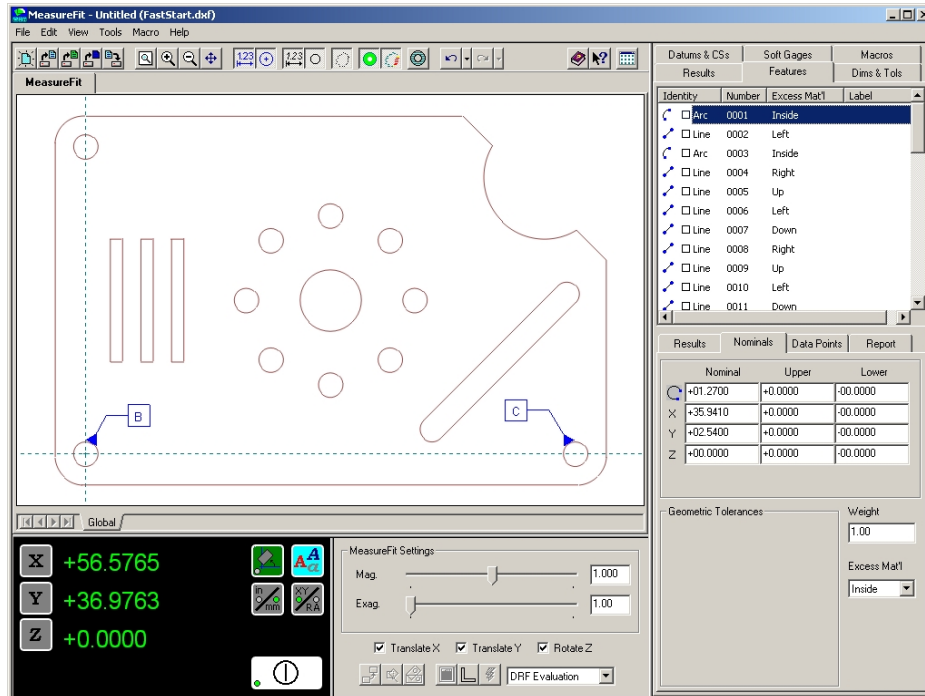 MeasureFit - Untitled (FastStart.dxf)
File Edit View Tools Macro Help
1.23 1.23
MeasureFit
B
C
Global
X +56.5765
Y +36.9763
Z +0.0000
A A α
in mm
XY RA
MeasureFit Settings
Mag. 1.000
Exag. 1.00
Translate X Translate Y Rotate Z
DRF Evaluation
Datums & CSs Soft Gages Macros
Results Features Dims & Tols
Identity Number Excess Mat'l Label
Arc 0001 Inside
Line 0002 Left
Arc 0003 Inside
Line 0004 Right
Line 0005 Up
Line 0006 Left
Line 0007 Down
Line 0008 Right
Line 0009 Up
Line 0010 Left
Line 0011 Down
Results Nominals Data Points Report
Nominal Upper Lower
+01.2700 +0.0000 -00.0000
X +35.9410 +0.0000 -00.0000
Y +02.5400 +0.0000 -00.0000
Z +00.0000 +0.0000 -00.0000
Geometric Tolerances
Weight
1.00
Excess Mat'l
Inside